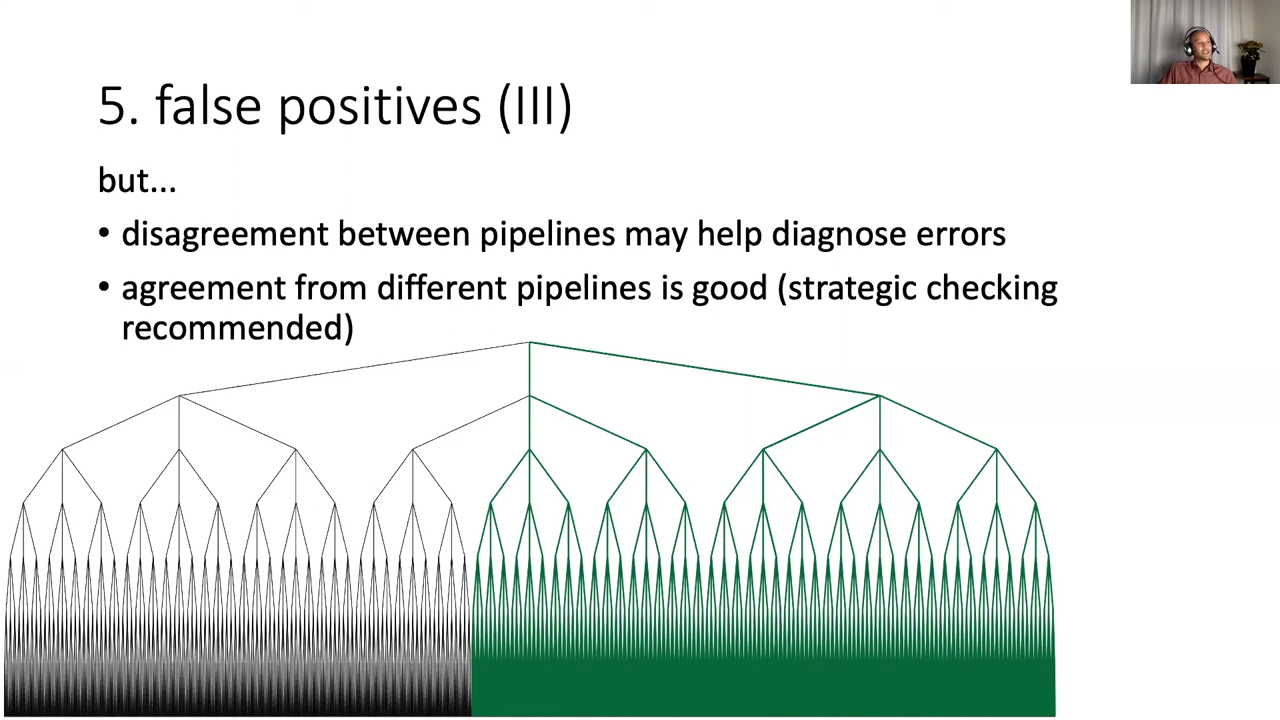 5. false positives (III)
but...
• disagreement between pipelines may help diagnose errors
• agreement from different pipelines is good (strategic checking
recommended)